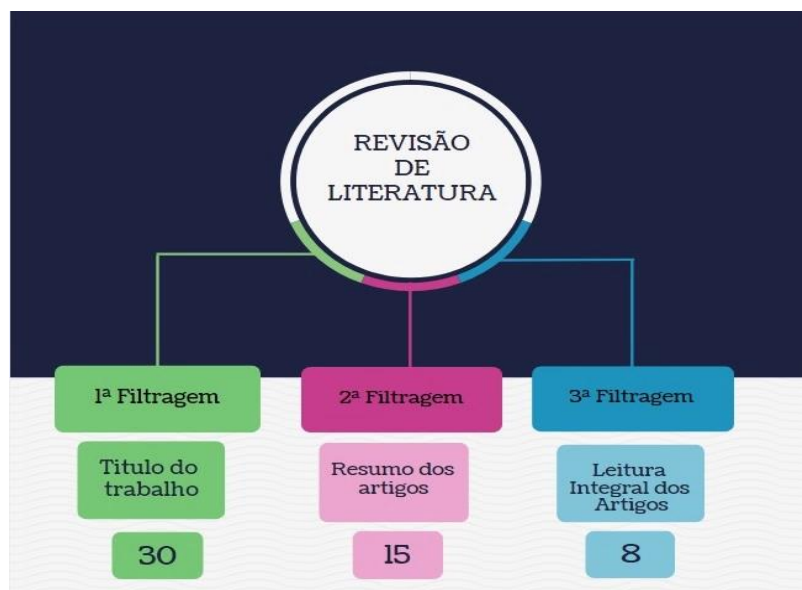 REVISÃO
DE
LITERATURA
1ª Filtragem
2ª Filtragem
3ª Filtragem
Titulo do
trabalho
Resumo dos
artigos
Leitura
Integral dos
Artigos
30
15
8